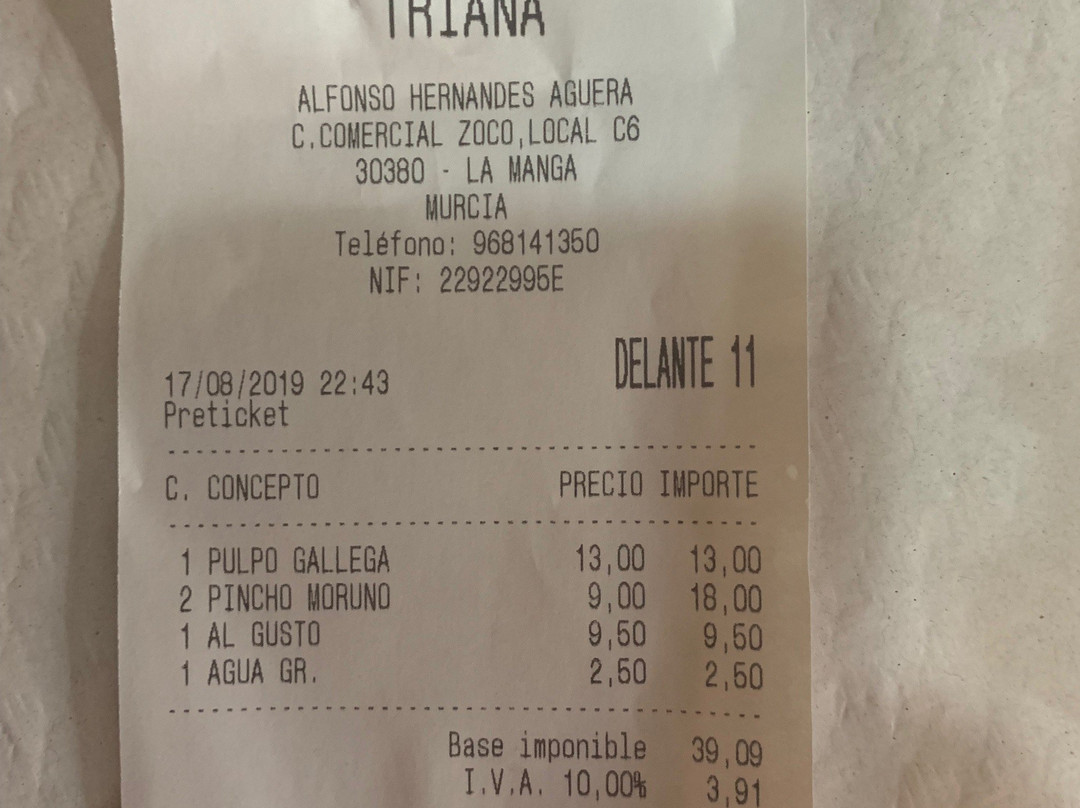 TRIANA
ALFONSO HERNANDES AGUERA
C.COMERCIAL ZOCO,LOCAL C6
30380 - LA MANGA
MURCIA
Teléfono: 968141350
NIF: 22922995E
DELANTE 11
17/08/2019 22:43
Preticket
C. CONCEPTO PRECIO IMPORTE
1 PULPO GALLEGA 13,00 13,00
2 PINCHO MORUNO 9,00 18,00
1 AL GUSTO 9,50 9,50
1 AGUA GR. 2,50 2,50
Base imponible 39,09
I.V.A. 10,00% 3,91